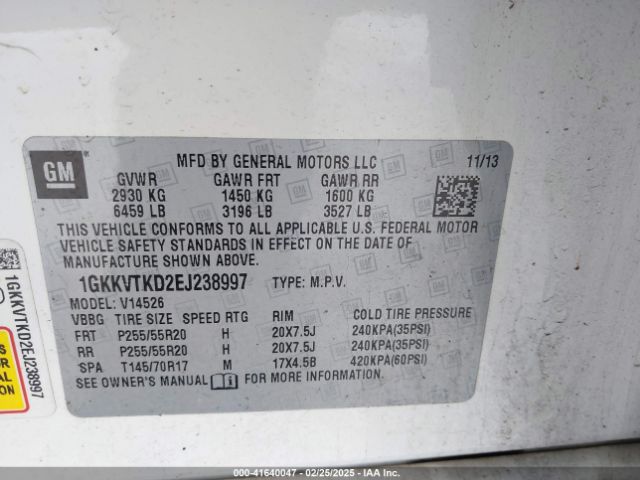 GM
MFD BY GENERAL MOTORS LLC 11/13
GVWR GAWR FRT GAWR RR
2930 KG 1450 KG 1600 KG
6459 LB 3196 LB 3527 LB
THIS VEHICLE CONFORMS TO ALL APPLICABLE U.S. FEDERAL MOTOR
VEHICLE SAFETY STANDARDS IN EFFECT ON THE DATE OF
MANUFACTURE SHOWN ABOVE.
1GKKVTKD2EJ238997 TYPE: M.P.V.
MODEL: V14526
VBBG TIRE SIZE SPEED RTG RIM COLD TIRE PRESSURE
FRT P255/55R20 H 20X7.5J 240KPA(35PSI)
RR P255/55R20 H 20X7.5J 240KPA(35PSI)
SPA T145/70R17 M 17X4.5B 420KPA(60PSI)
SEE OWNER'S MANUAL FOR MORE INFORMATION.
1GKKVTKD2EJ238997
000-41640047 - 02/25/2025 - IAA Inc.